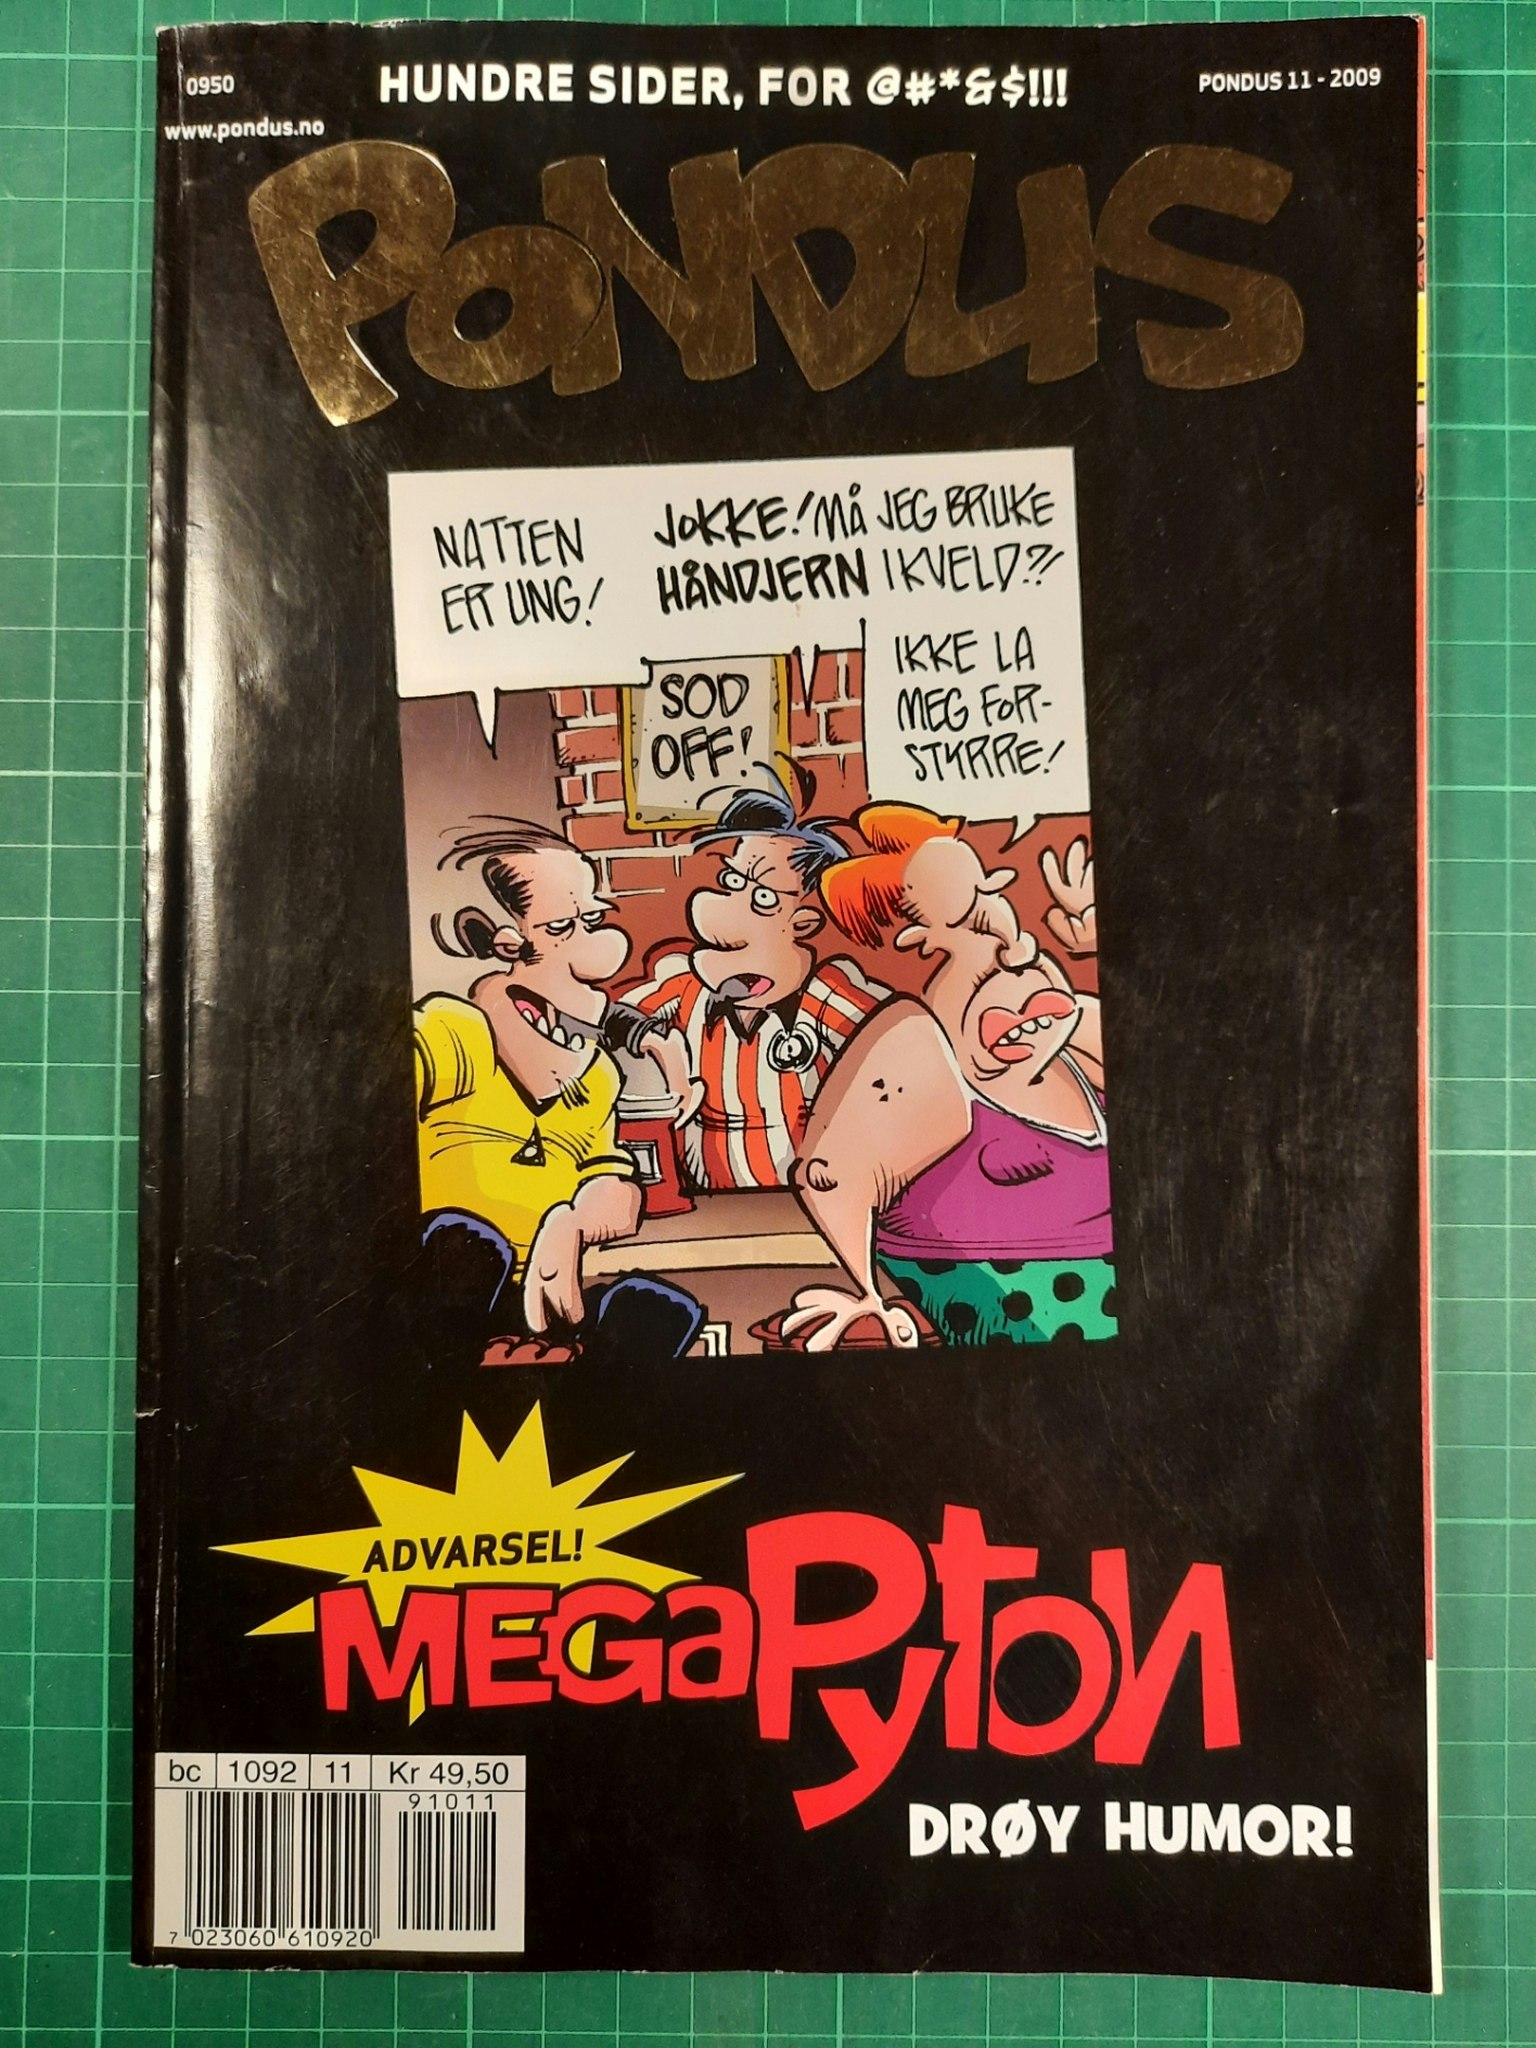 0950
HUNDRE SIDER, FOR @#*&$!!!
PONDUS 11 - 2009
www.pondus.no
PONDUS
NATTEN
ER UNG!
JOKKE! MÅ JEG BRUKE
HÅNDJERN I KVELD?!
IKKE LA
MEG FOR-
STYRRE!
SOD
OFF!
ADVARSEL!
MEGAPYTON
DRØY HUMOR!
bc 1092 11 Kr 49,50
91011
7 023060 610920